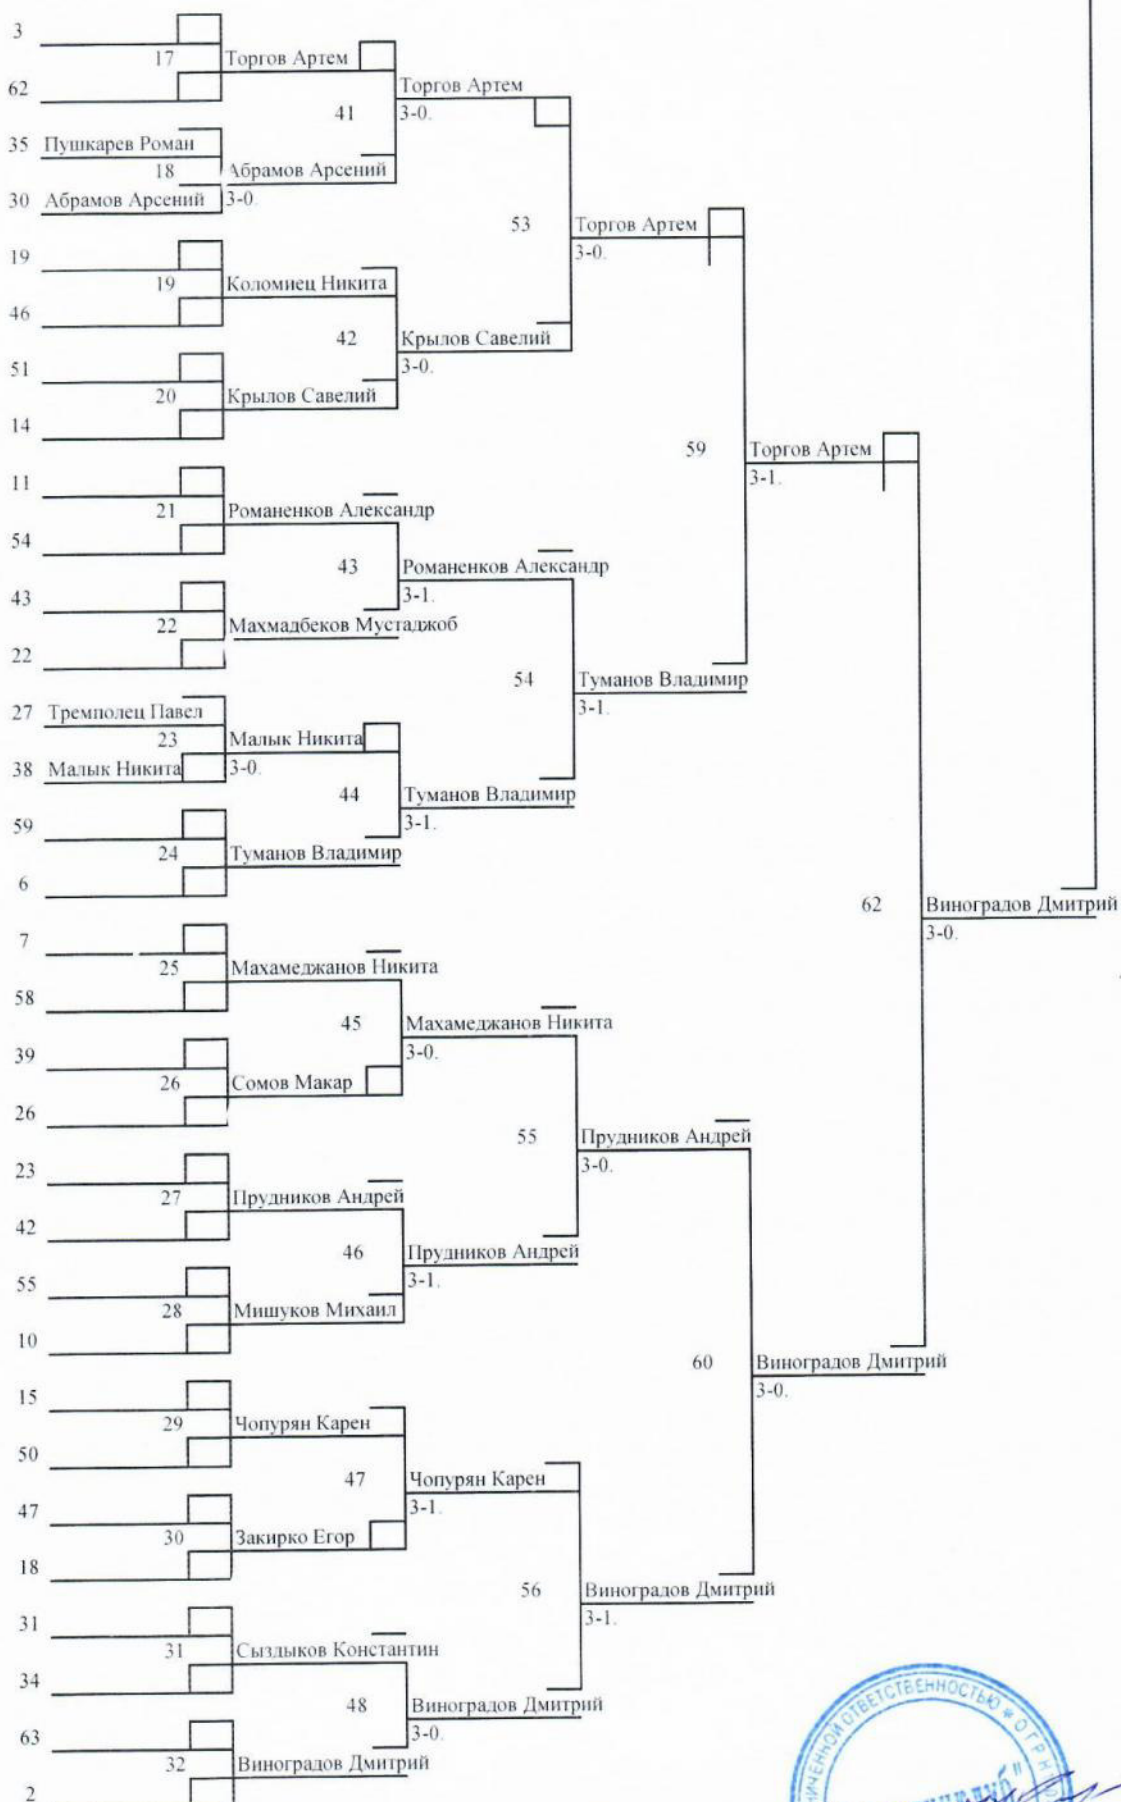 3
17 Торгов Артем
62
Торгов Артем
41 3-0.
35 Пушкарев Роман
18 Абрамов Арсений
30 Абрамов Арсений 3-0.
53 Торгов Артем
3-0.
19
19 Коломиец Никита
46
42 Крылов Савелий
3-0.
51
20 Крылов Савелий
14
59 Торгов Артем
3-1.
11
21 Романенков Александр
54
43 Романенков Александр
3-1.
43
22 Махмадбеков Мустаджоб
22
54 Туманов Владимир
3-1.
27 Тремполец Павел
23 Малык Никита
38 Малык Никита 3-0.
44 Туманов Владимир
3-1.
59
24 Туманов Владимир
6
62 Виноградов Дмитрий
3-0.
7
25 Махамеджанов Никита
58
45 Махамеджанов Никита
3-0.
39
26 Сомов Макар
26
55 Прудников Андрей
3-0.
23
27 Прудников Андрей
42
46 Прудников Андрей
3-1.
55
28 Мишуков Михаил
10
60 Виноградов Дмитрий
3-0.
15
29 Чопурян Карен
50
47 Чопурян Карен
3-1.
47
30 Закирко Егор
18
56 Виноградов Дмитрий
3-1.
31
31 Сыздыков Константин
34
48 Виноградов Дмитрий
3-0.
63
32 Виноградов Дмитрий
2
ОТВЕТСТВЕННОСТЬЮ * ОГРН